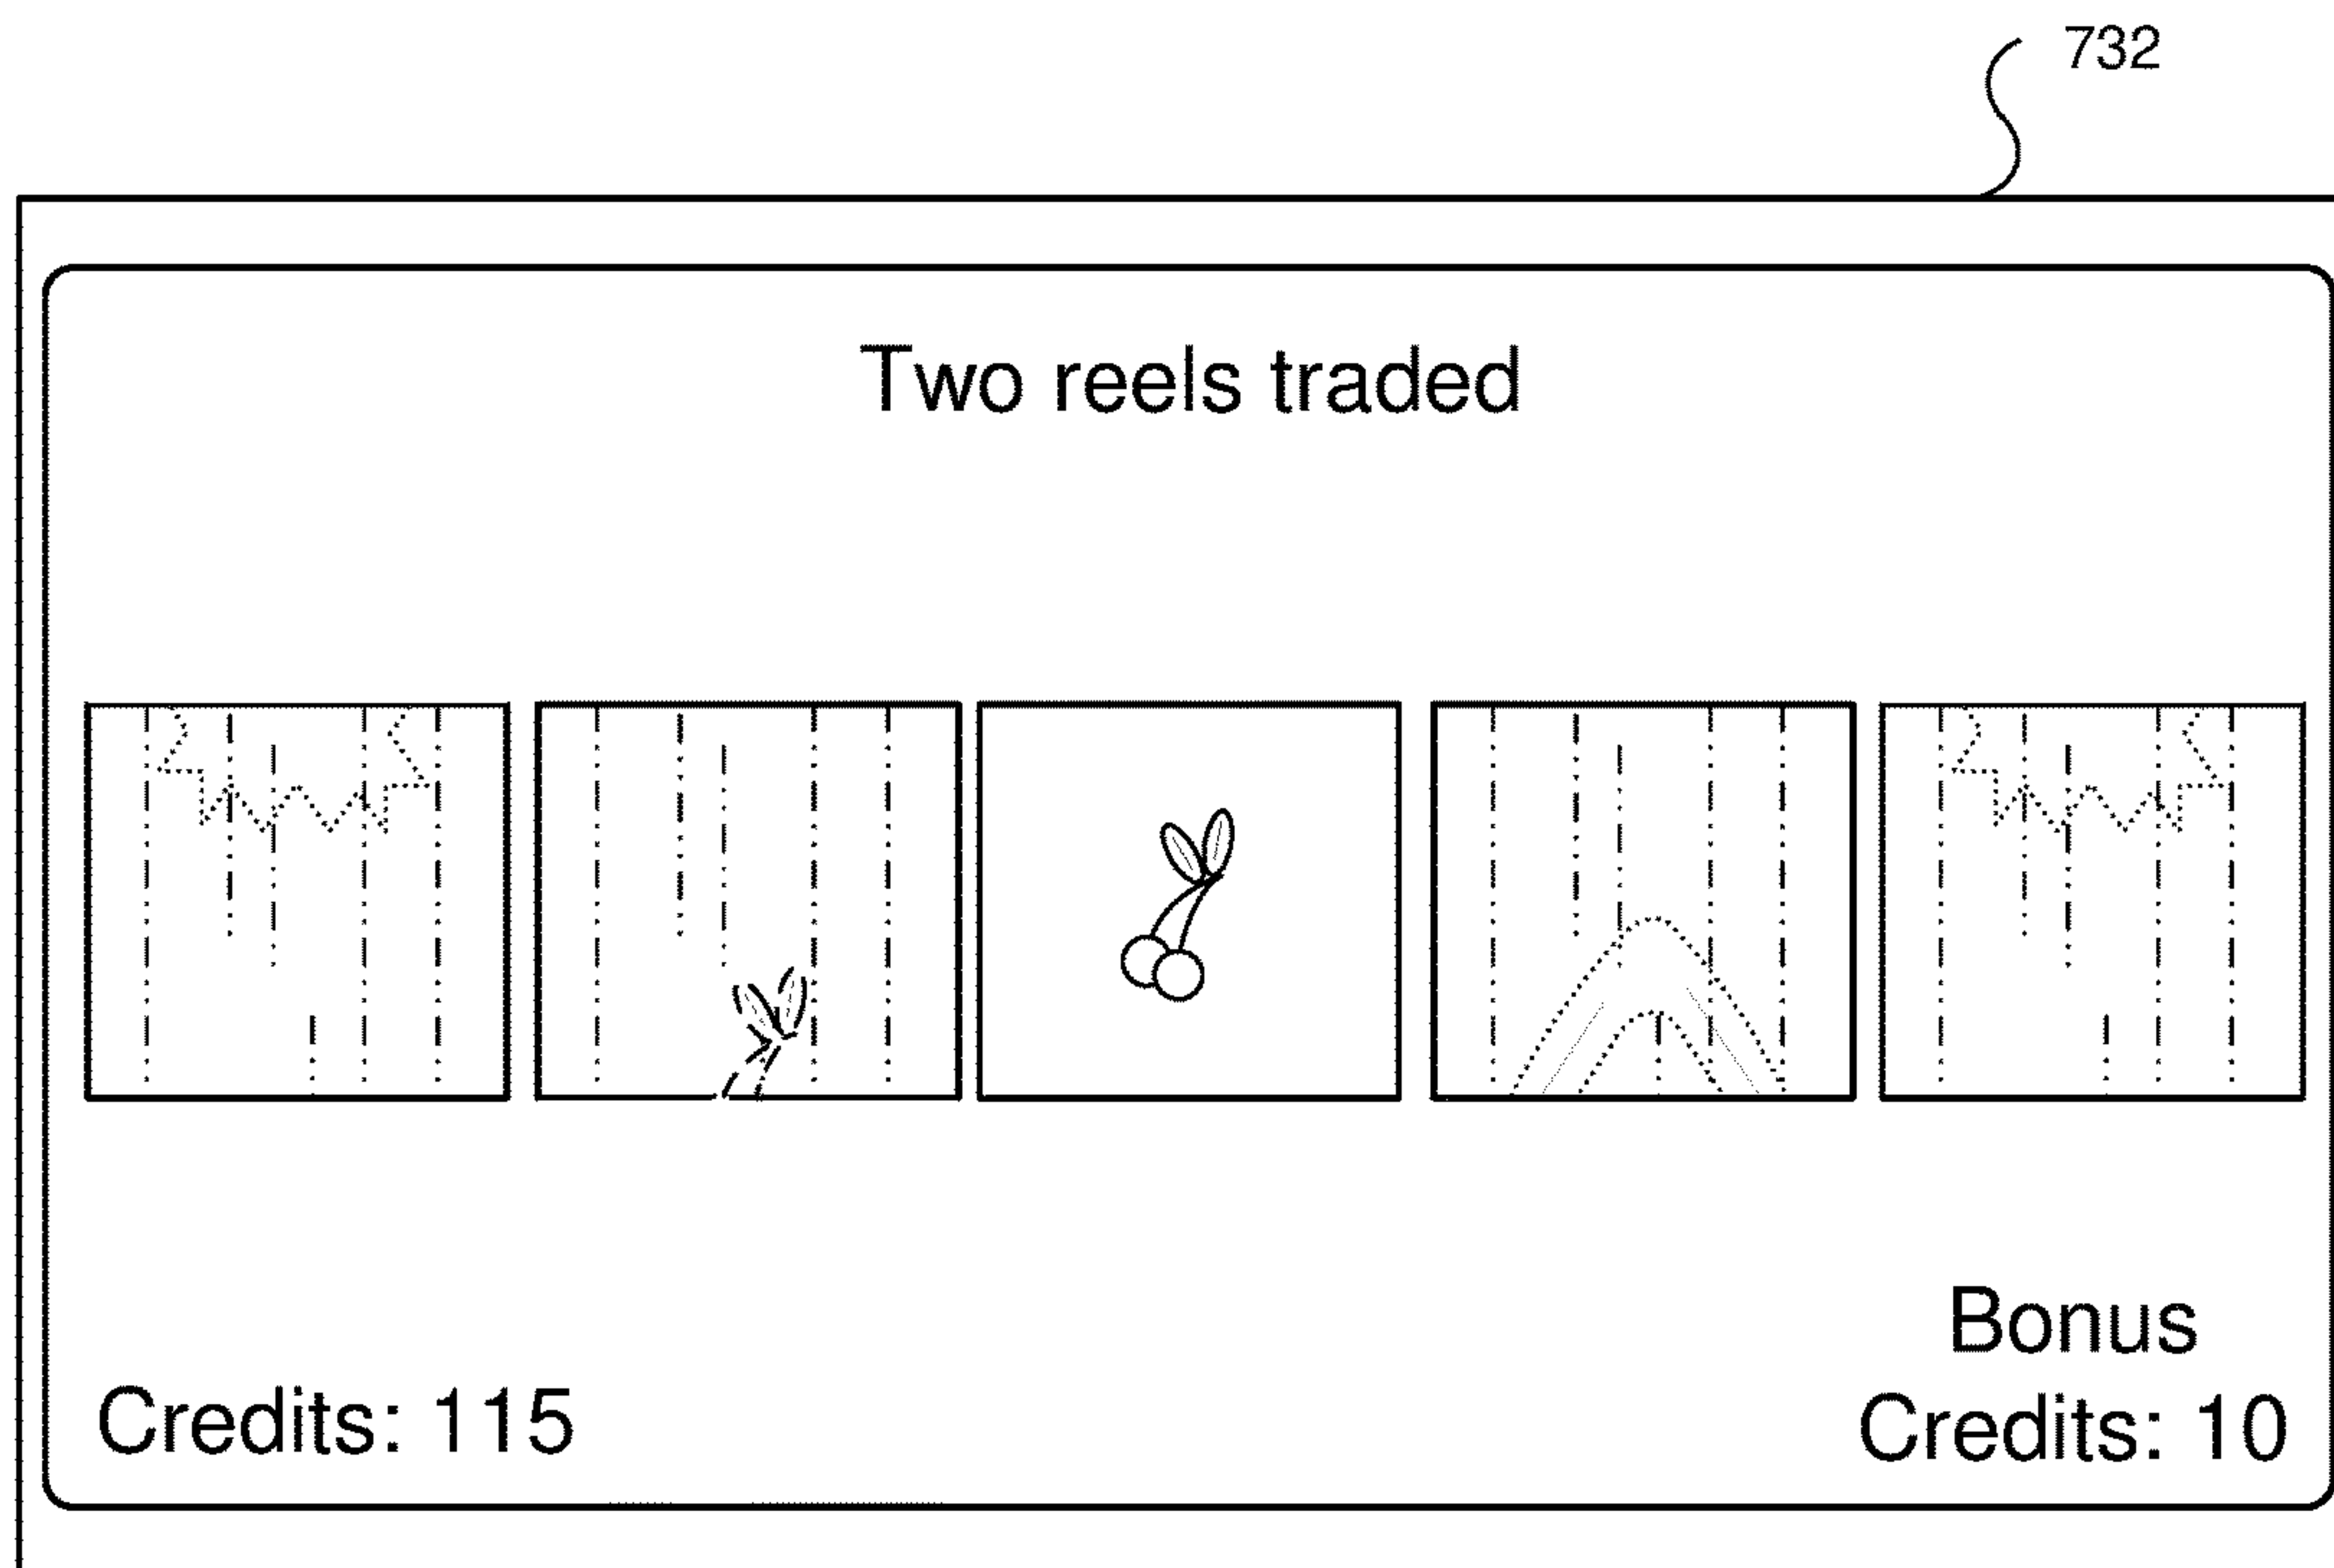 732
Two reels traded
Bonus
Credits: 115
Credits: 10